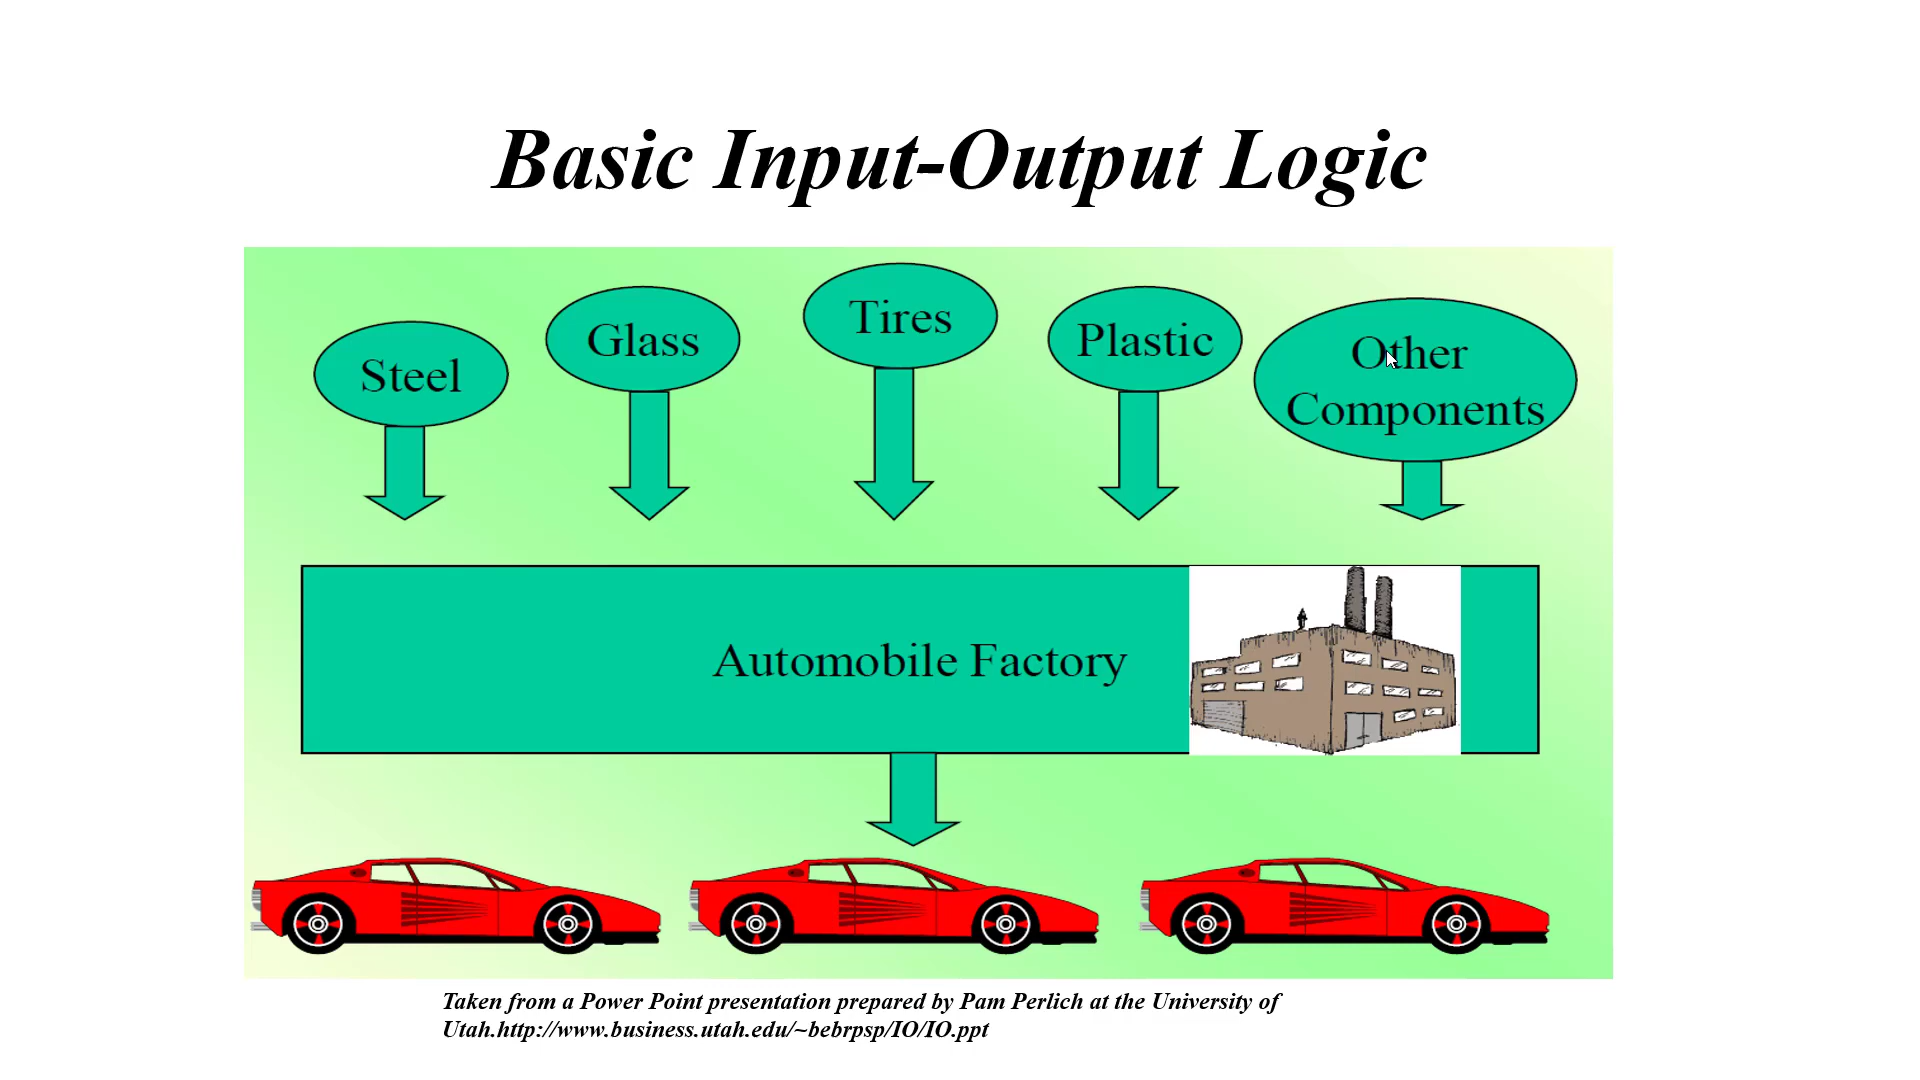 Basic Input-Output Logic
Steel
Glass
Tires
Plastic
Other
Components
Automobile Factory
Taken from a Power Point presentation prepared by Pam Perlich at the University of
Utah.http://www.business.utah.edu/~bebrpsp/IO/IO.ppt